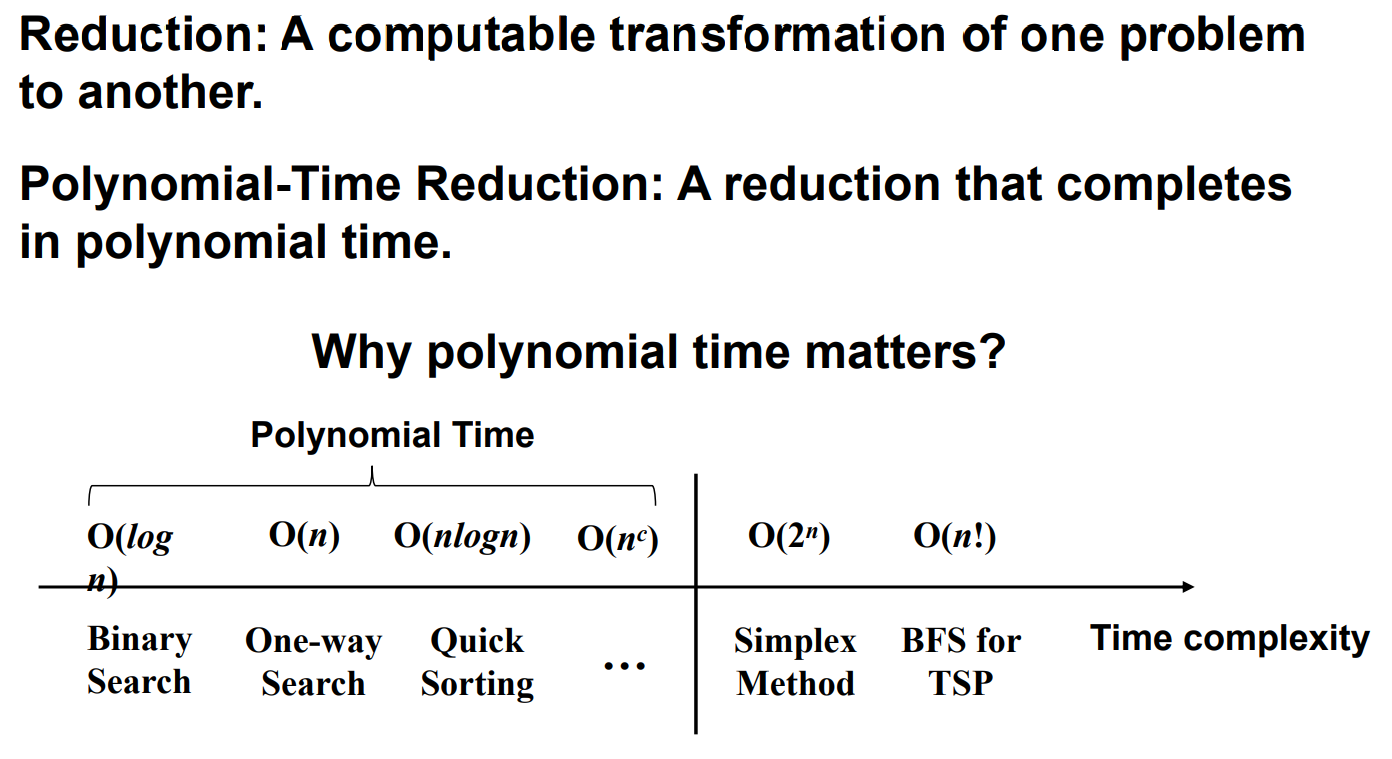 Reduction: A computable transformation of one problem
to another.
Polynomial-Time Reduction: A reduction that completes
in polynomial time.
Why polynomial time matters?
Polynomial Time
O(log
n)
O(n)
O(nlogn)
O(nᶜ)
O(2ⁿ)
O(n!)
Binary
Search
One-way
Search
Quick
Sorting
...
Simplex
Method
BFS for
TSP
Time complexity